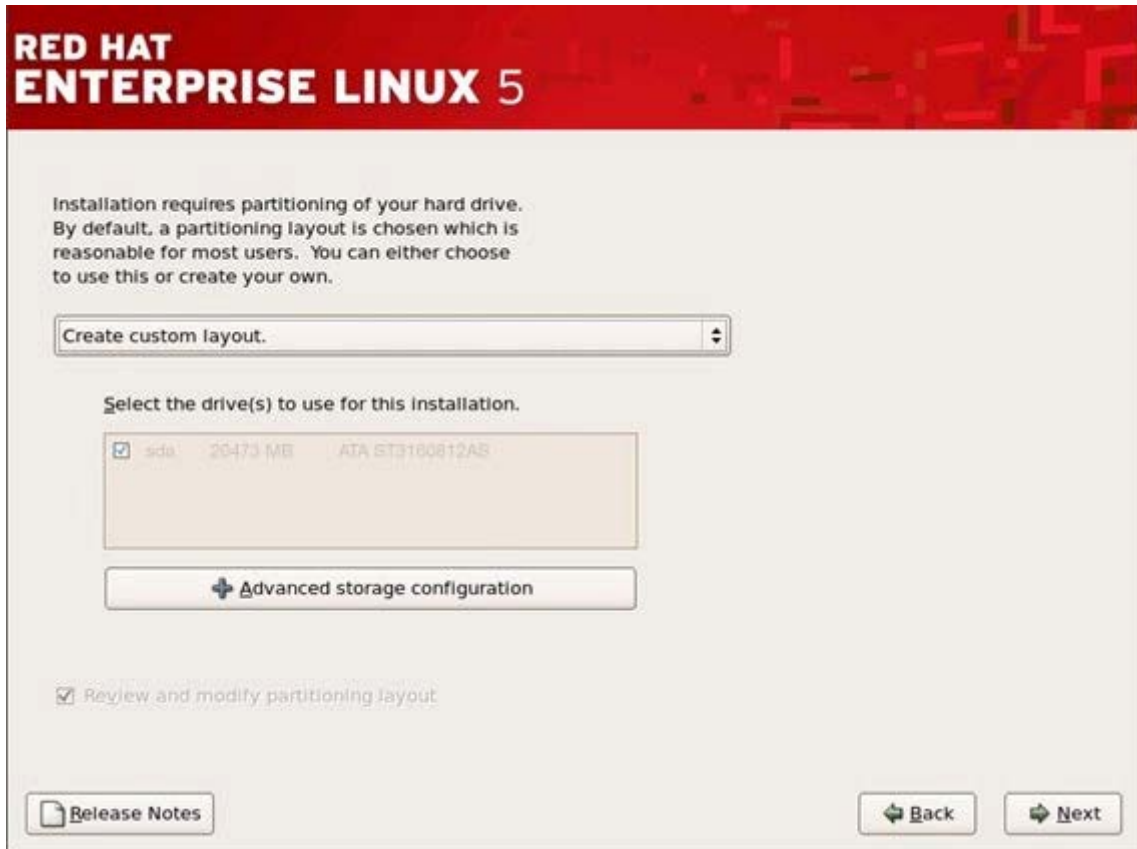 RED HAT
ENTERPRISE LINUX 5
Installation requires partitioning of your hard drive.
By default, a partitioning layout is chosen which is
reasonable for most users. You can either choose
to use this or create your own.
Create custom layout.
Select the drive(s) to use for this installation.
sda 20473 MB ATA ST3160812AS
Advanced storage configuration
Review and modify partitioning layout
Release Notes
Back
Next